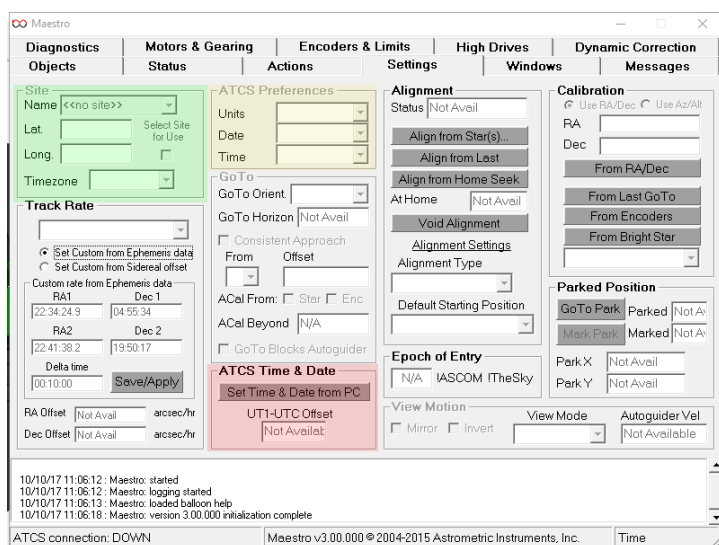 Maestro
Diagnostics Motors & Gearing Encoders & Limits High Drives Dynamic Correction
Objects Status Actions Settings Windows Messages
Site
Name <<no site>>
Lat.
Select Site for Use
Long.
Timezone
Track Rate
Set Custom from Ephemeris data
Set Custom from Sidereal offset
Custom rate from Ephemeris data
RA1 Dec 1
22:34:24.9 04:55:34
RA2 Dec 2
22:41:38.2 19:50:17
Delta time
00:10:00 Save/Apply
RA Offset Not Avail arcsec/hr
Dec Offset Not Avail arcsec/hr
ATCS Preferences
Units
Date
Time
GoTo
GoTo Orient.
GoTo Horizon Not Avail
Consistent Approach
From Offset
ACal From: Star Enc
ACal Beyond N/A
GoTo Blocks Autoguider
ATCS Time & Date
Set Time & Date from PC
UT1-UTC Offset
Not Availab
Alignment
Status Not Avail
Align from Star(s)...
Align from Last
Align from Home Seek
At Home Not Avail
Void Alignment
Alignment Settings
Alignment Type
Default Starting Position
Epoch of Entry
N/A !ASCOM !TheSky
Calibration
Use RA/Dec Use Az/Alt
RA
Dec
From RA/Dec
From Last GoTo
From Encoders
From Bright Star
Parked Position
GoTo Park Parked Not Av
Mark Park Marked Not Av
Park X Not Avail
Park Y Not Avail
View Motion
Mirror Invert
View Mode
Autoguider Vel
Not Available
10/10/17 11:06:12 : Maestro: started
10/10/17 11:06:12 : Maestro: logging started
10/10/17 11:06:13 : Maestro: loaded balloon help
10/10/17 11:06:18 : Maestro: version 3.00.000 initialization complete
ATCS connection: DOWN Maestro v3.00.000 © 2004-2015 Astrometric Instruments, Inc. Time